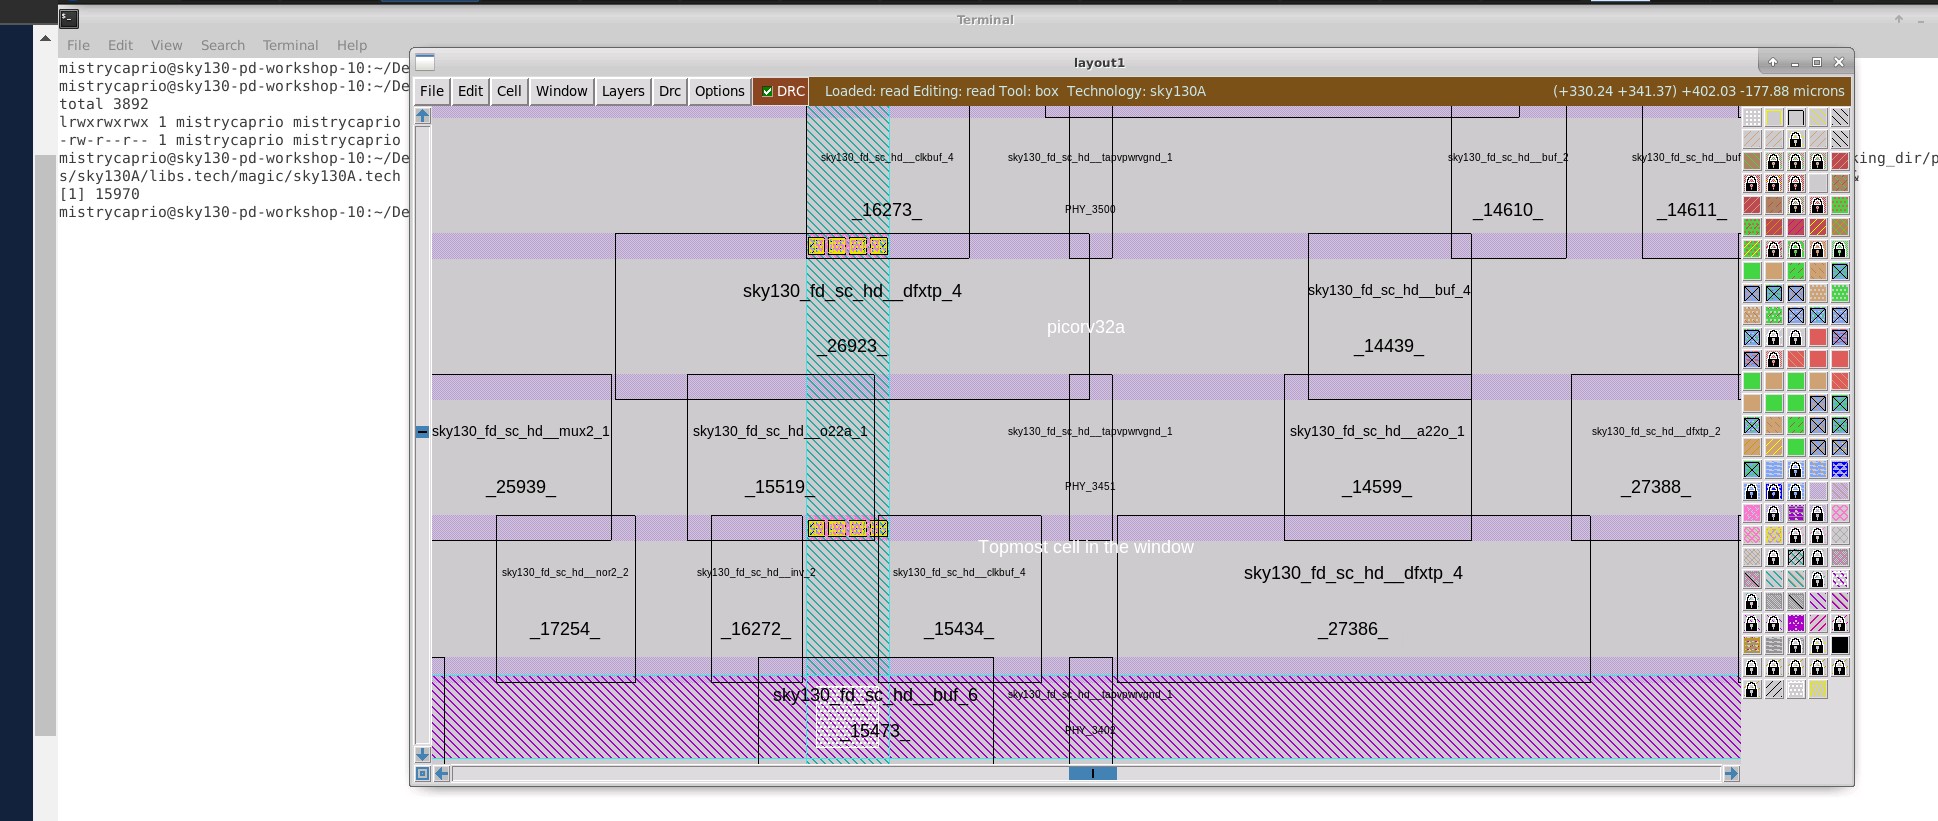 Terminal
File Edit View Search Terminal Help
mistrycaprio@sky130-pd-workshop-10:~/De
mistrycaprio@sky130-pd-workshop-10:~/De
total 3892
lrwxrwxrwx 1 mistrycaprio mistrycaprio
-rw-r--r-- 1 mistrycaprio mistrycaprio
mistrycaprio@sky130-pd-workshop-10:~/De king_dir/p
s/sky130A/libs.tech/magic/sky130A.tech &
[1] 15970
mistrycaprio@sky130-pd-workshop-10:~/De
layout1
File Edit Cell Window Layers Drc Options DRC Loaded: read Editing: read Tool: box Technology: sky130A (+330.24 +341.37) +402.03 -177.88 microns
sky130_fd_sc_hd__clkbuf_4 sky130_fd_sc_hd__tapvpwrvgnd_1 sky130_fd_sc_hd__buf_2 sky130_fd_sc_hd__buf
_16273_ PHY_3500 _14610_ _14611_
sky130_fd_sc_hd__dfxtp_4 sky130_fd_sc_hd__buf_4
picorv32a
_26923_ _14439_
sky130_fd_sc_hd__mux2_1 sky130_fd_sc_hd__o22a_1 sky130_fd_sc_hd__tapvpwrvgnd_1 sky130_fd_sc_hd__a22o_1 sky130_fd_sc_hd__dfxtp_2
_25939_ _15519_ PHY_3451 _14599_ _27388_
Topmost cell in the window
sky130_fd_sc_hd__nor2_2 sky130_fd_sc_hd__inv_2 sky130_fd_sc_hd__clkbuf_4 sky130_fd_sc_hd__dfxtp_4
_17254_ _16272_ _15434_ _27386_
sky130_fd_sc_hd__buf_6 sky130_fd_sc_hd__tapvpwrvgnd_1
_15473_ PHY_3402